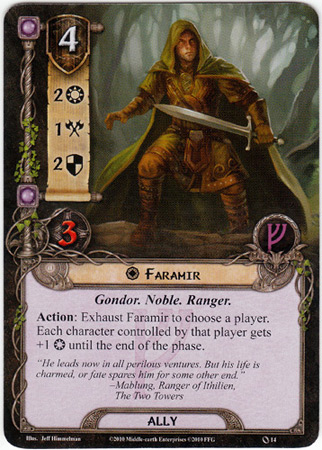 4
2
1
2
3
Faramir
Gondor. Noble. Ranger.
Action: Exhaust Faramir to choose a player.
Each character controlled by that player gets
+1 until the end of the phase.
"He leads now in all perilous ventures. But his life is
charmed, or fate spares him for some other end."
–Mablung, Ranger of Ithilien,
The Two Towers
ALLY
Illus. Jeff Himmelman ©2010 Middle-earth Enterprises ©2010 FFG 14